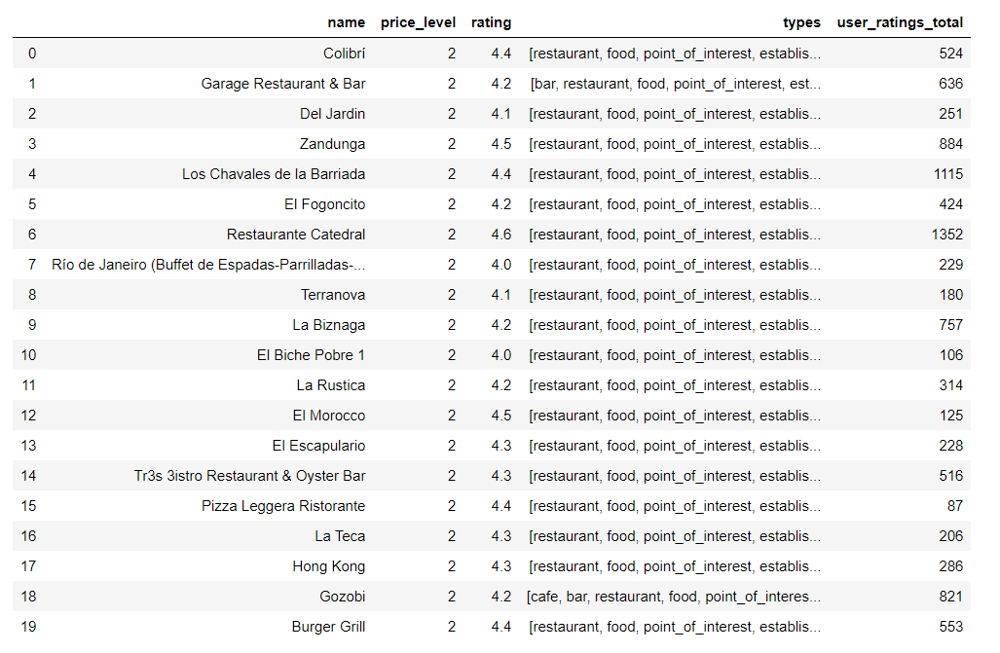 name price_level rating types user_ratings_total
0 Colibrí 2 4.4 [restaurant, food, point_of_interest, establis... 524
1 Garage Restaurant & Bar 2 4.2 [bar, restaurant, food, point_of_interest, est... 636
2 Del Jardin 2 4.1 [restaurant, food, point_of_interest, establis... 251
3 Zandunga 2 4.5 [restaurant, food, point_of_interest, establis... 884
4 Los Chavales de la Barriada 2 4.4 [restaurant, food, point_of_interest, establis... 1115
5 El Fogoncito 2 4.2 [restaurant, food, point_of_interest, establis... 424
6 Restaurante Catedral 2 4.6 [restaurant, food, point_of_interest, establis... 1352
7 Río de Janeiro (Buffet de Espadas-Parrilladas-... 2 4.0 [restaurant, food, point_of_interest, establis... 229
8 Terranova 2 4.1 [restaurant, food, point_of_interest, establis... 180
9 La Biznaga 2 4.2 [restaurant, food, point_of_interest, establis... 757
10 El Biche Pobre 1 2 4.0 [restaurant, food, point_of_interest, establis... 106
11 La Rustica 2 4.2 [restaurant, food, point_of_interest, establis... 314
12 El Morocco 2 4.5 [restaurant, food, point_of_interest, establis... 125
13 El Escapulario 2 4.3 [restaurant, food, point_of_interest, establis... 228
14 Tr3s 3istro Restaurant & Oyster Bar 2 4.3 [restaurant, food, point_of_interest, establis... 516
15 Pizza Leggera Ristorante 2 4.4 [restaurant, food, point_of_interest, establis... 87
16 La Teca 2 4.3 [restaurant, food, point_of_interest, establis... 206
17 Hong Kong 2 4.3 [restaurant, food, point_of_interest, establis... 286
18 Gozobi 2 4.2 [cafe, bar, restaurant, food, point_of_interes... 821
19 Burger Grill 2 4.4 [restaurant, food, point_of_interest, establis... 553